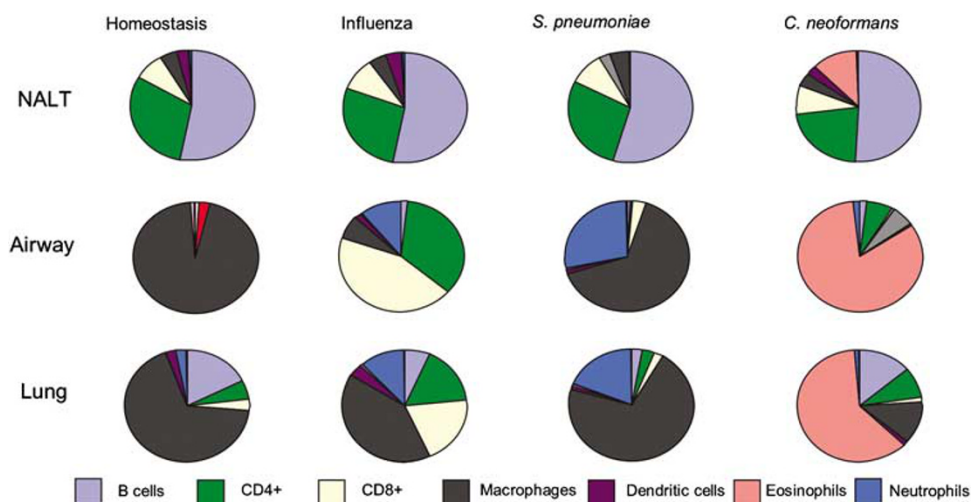 Homeostasis Influenza S. pneumoniae C. neoformans
NALT
Airway
Lung
B cells CD4+ CD8+ Macrophages Dendritic cells Eosinophils Neutrophils